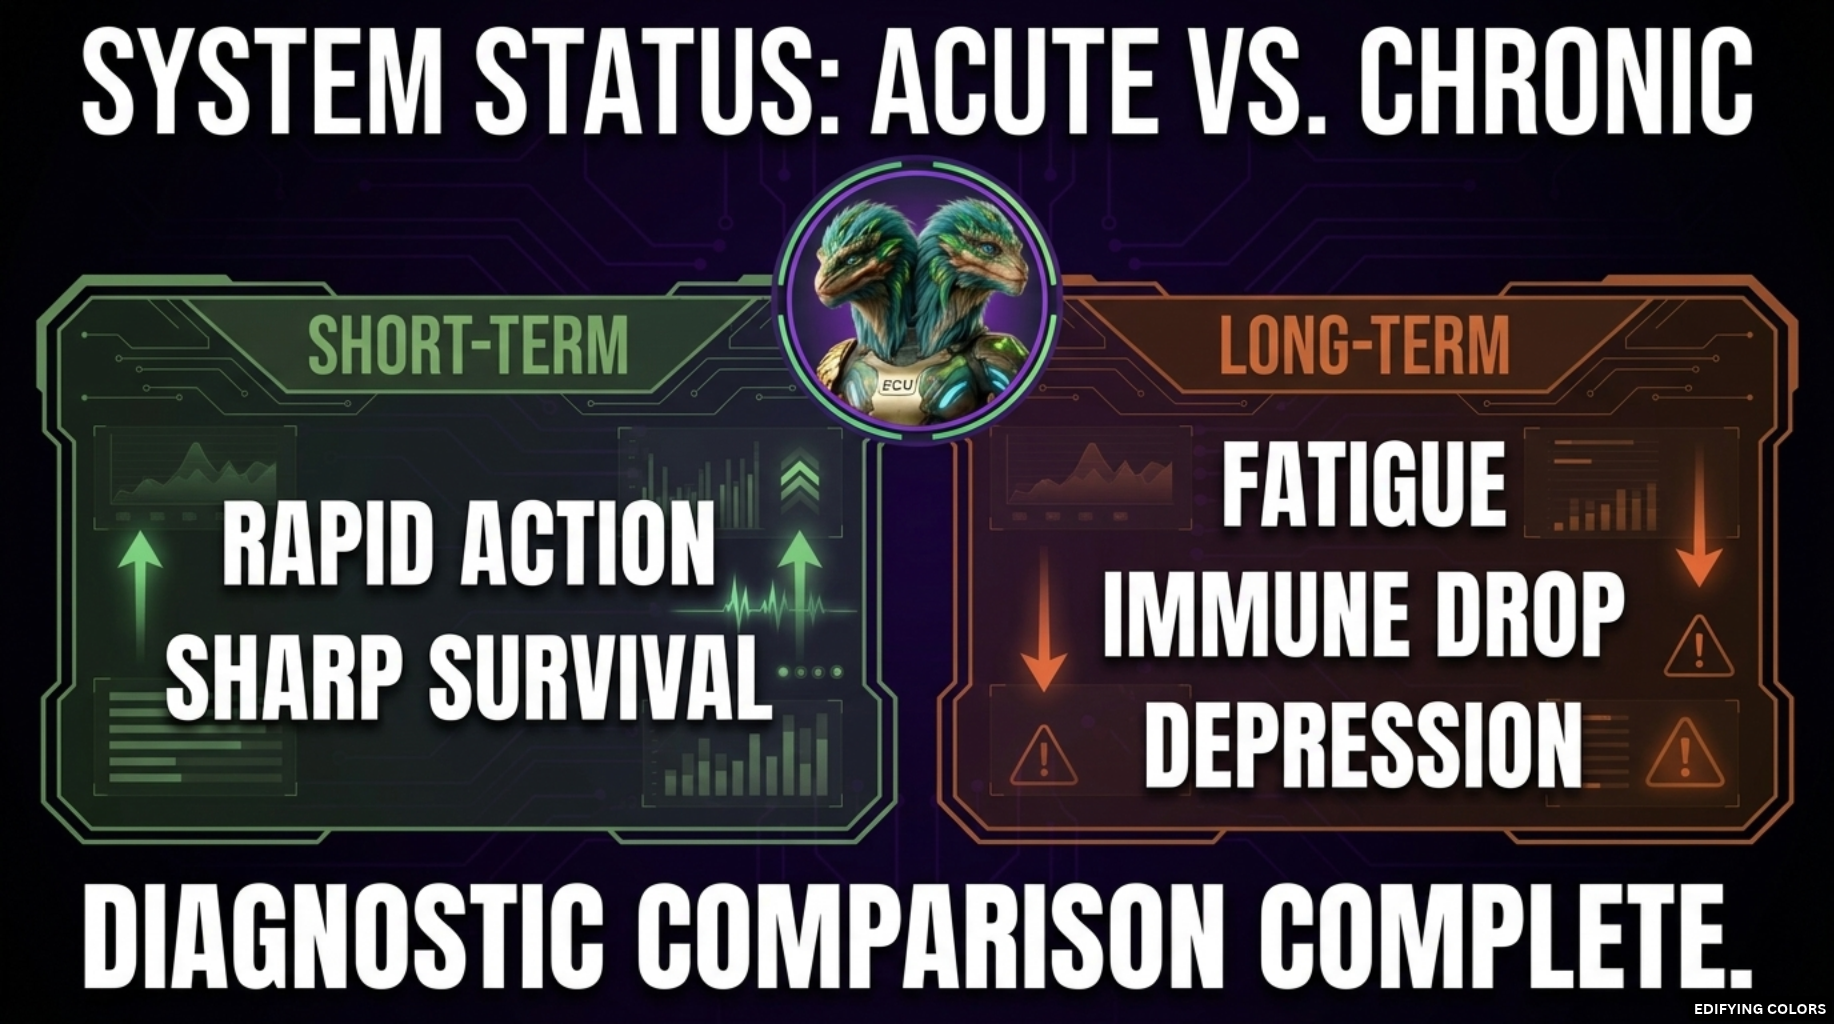 SYSTEM STATUS: ACUTE VS. CHRONIC
ECU
SHORT-TERM
RAPID ACTION
SHARP SURVIVAL
LONG-TERM
FATIGUE
IMMUNE DROP
DEPRESSION
DIAGNOSTIC COMPARISON COMPLETE.
EDIFYING COLORS